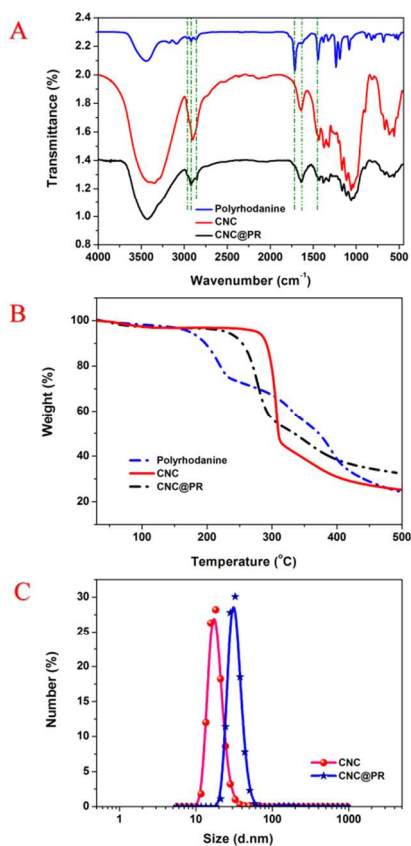 A
2.4
2.2
2.0
1.8
1.6
1.4
1.2
1.0
0.8
Transmittance (%)
Polyrhodanine
CNC
CNC@PR
4000 3500 3000 2500 2000 1500 1000 500
Wavenumber (cm⁻¹)
B
100
80
60
40
20
Weight (%)
Polyrhodanine
CNC
CNC@PR
100 200 300 400 500
Temperature (°C)
C
30
25
20
15
10
5
0
Number (%)
CNC
CNC@PR
1 10 100 1000
Size (d.nm)